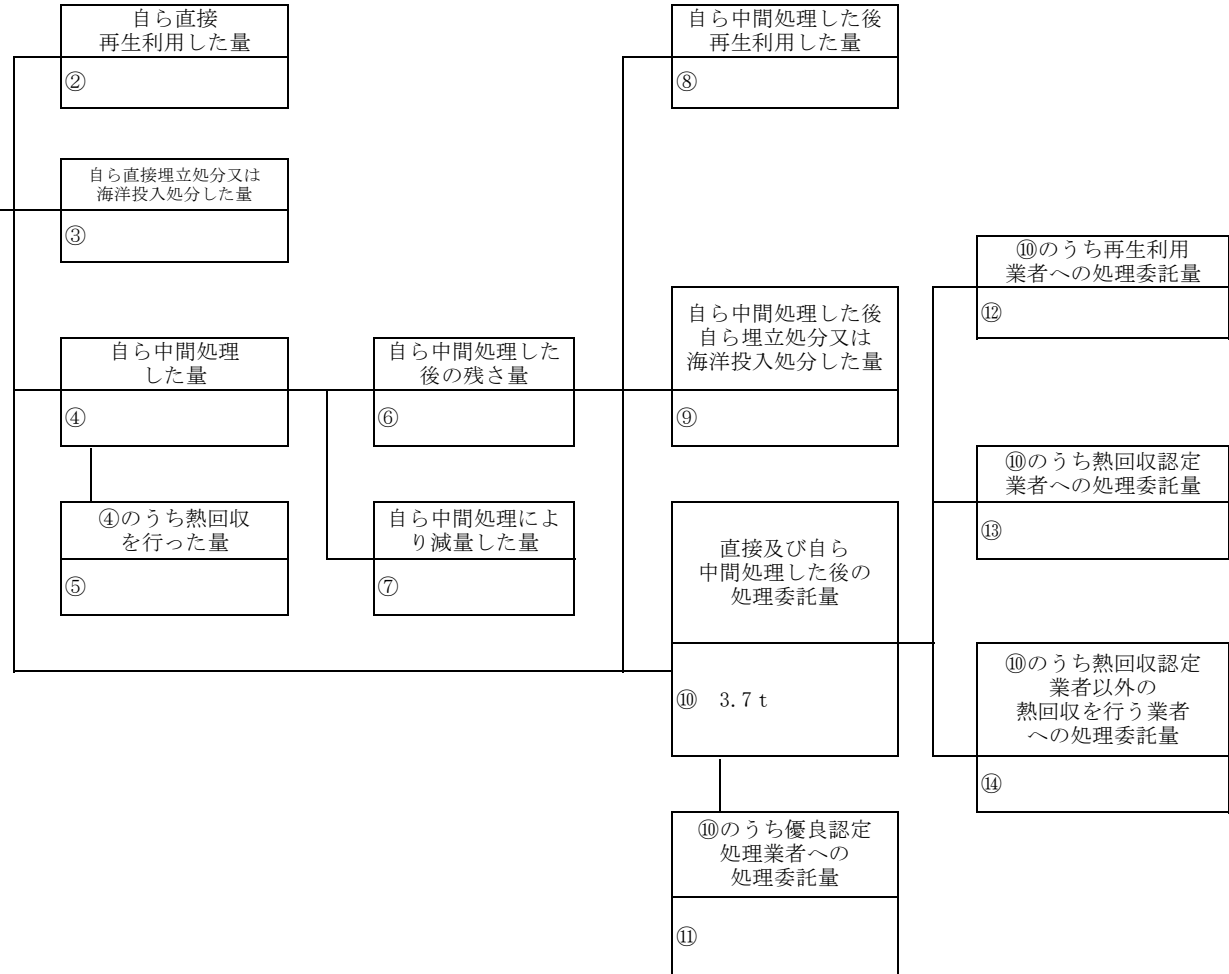 自ら直接
再生利用した量
②
自ら直接埋立処分又は
海洋投入処分した量
③
自ら中間処理
した量
④
④のうち熱回収
を行った量
⑤
自ら中間処理した
後の残さ量
⑥
自ら中間処理によ
り減量した量
⑦
自ら中間処理した後
再生利用した量
⑧
自ら中間処理した後
自ら埋立処分又は
海洋投入処分した量
⑨
直接及び自ら
中間処理した後の
処理委託量
⑩ 3.7 t
⑩のうち優良認定
処理業者への
処理委託量
⑪
⑩のうち再生利用
業者への処理委託量
⑫
⑩のうち熱回収認定
業者への処理委託量
⑬
⑩のうち熱回収認定
業者以外の
熱回収を行う業者
への処理委託量
⑭